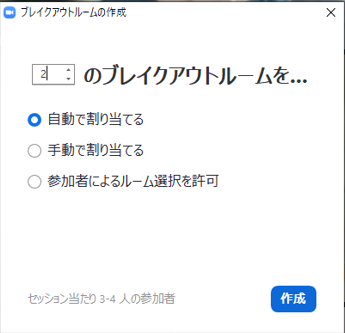 ブレイクアウトルームの作成
2 のブレイクアウトルームを...
自動で割り当てる
手動で割り当てる
参加者によるルーム選択を許可
セッション当たり 3-4 人の参加者
作成